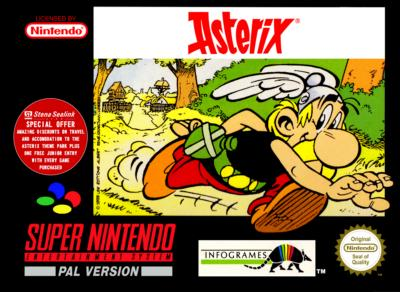 LICENSED BY
Nintendo®
Asterix®
Stena Sealink
SPECIAL OFFER
AMAZING DISCOUNTS ON TRAVEL
AND ACCOMODATION TO THE
ASTERIX THEME PARK PLUS
ONE FREE JUNIOR ENTRY
WITH EVERY GAME
PURCHASED
SUPER NINTENDO
ENTERTAINMENT SYSTEM
PAL VERSION
INFOGRAMES
TM
Original
Nintendo
Seal of
Quality